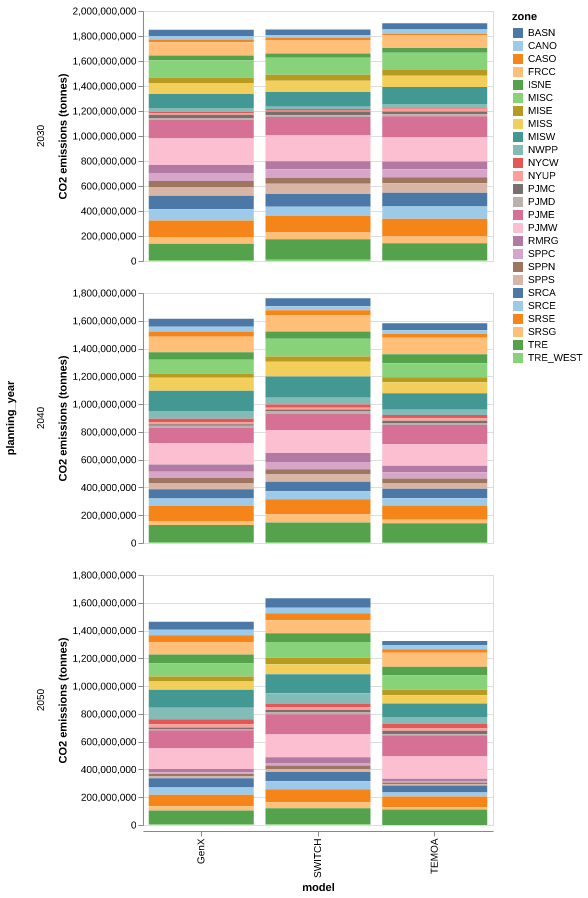 2,000,000,000
1,800,000,000
1,600,000,000
1,400,000,000
1,200,000,000
1,000,000,000
800,000,000
600,000,000
400,000,000
200,000,000
0
CO2 emissions (tonnes)
2030
1,800,000,000
1,600,000,000
1,400,000,000
1,200,000,000
1,000,000,000
800,000,000
600,000,000
400,000,000
200,000,000
0
CO2 emissions (tonnes)
2040
planning_year
1,800,000,000
1,600,000,000
1,400,000,000
1,200,000,000
1,000,000,000
800,000,000
600,000,000
400,000,000
200,000,000
0
CO2 emissions (tonnes)
2050
GenX
SWITCH
TEMOA
model
zone
BASN
CANO
CASO
FRCC
ISNE
MISC
MISE
MISS
MISW
NWPP
NYCW
NYUP
PJMC
PJMD
PJME
PJMW
RMRG
SPPC
SPPN
SPPS
SRCA
SRCE
SRSE
SRSG
TRE
TRE_WEST